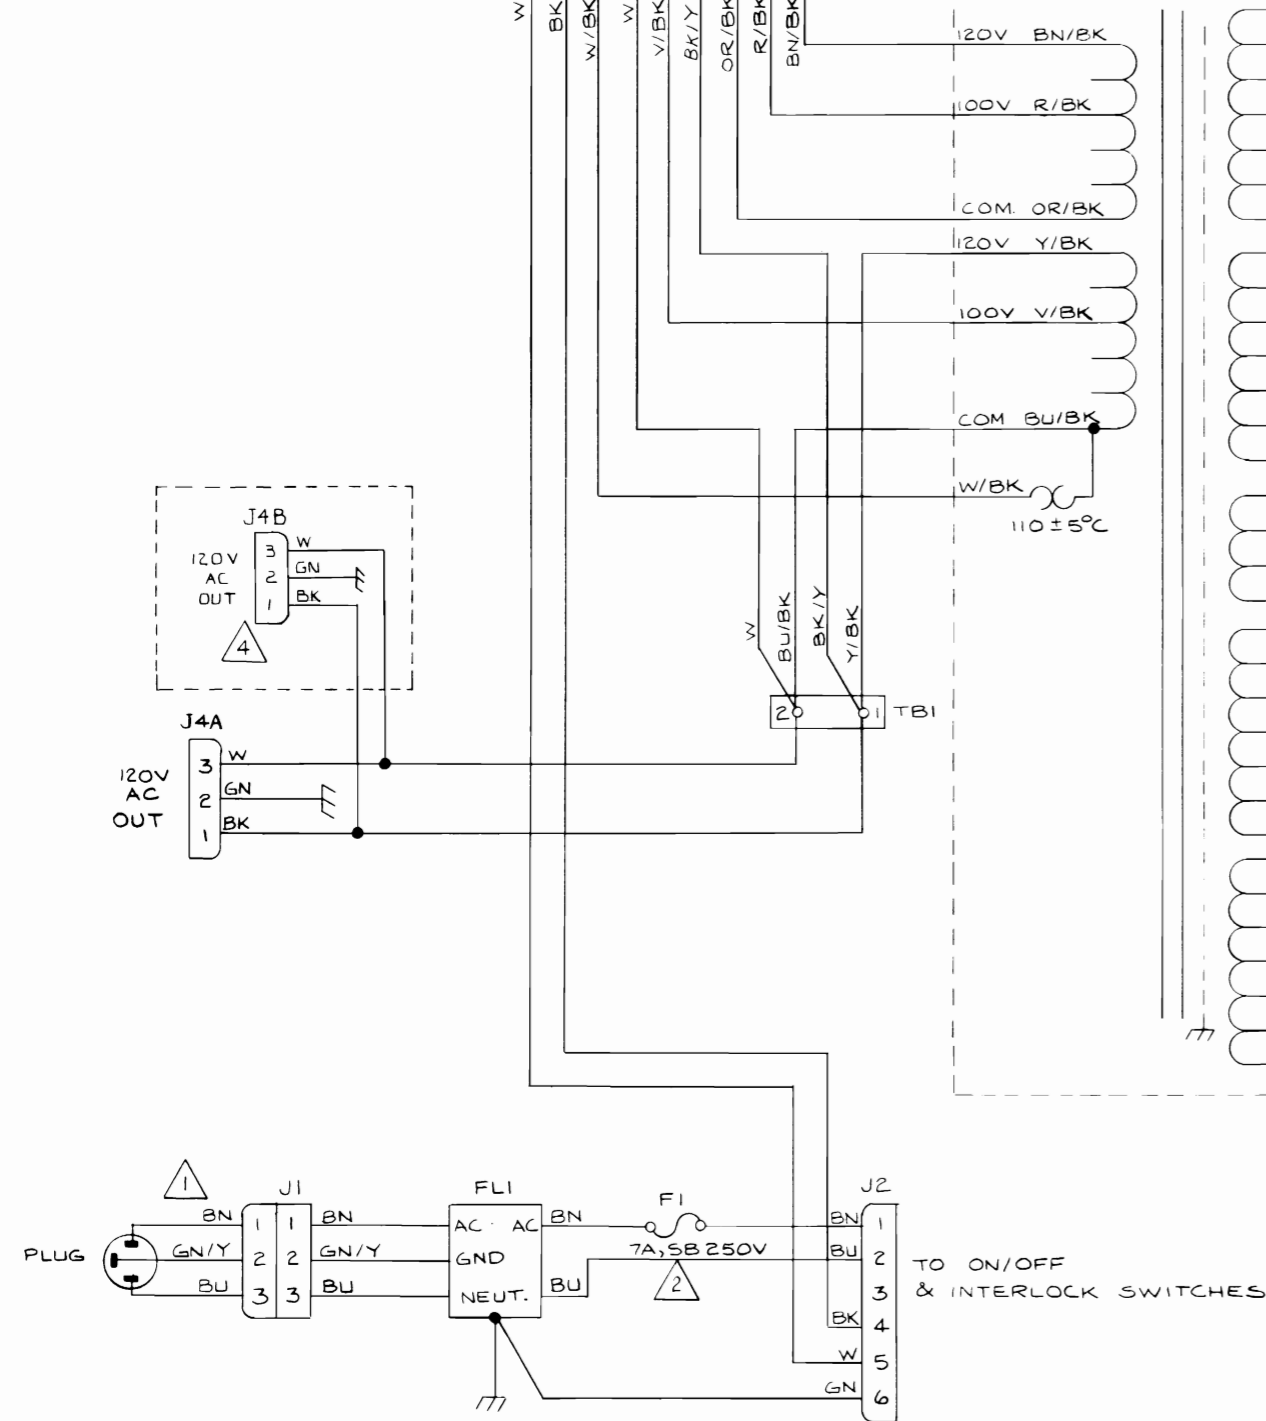 W
BK
W/BK
W
V/BK
BK/Y
OR/BK
R/BK
BN/BK
120V BN/BK
100V R/BK
COM. OR/BK
120V Y/BK
100V V/BK
COM BU/BK
W/BK
110±5°C
J4B
120V
AC
OUT
3 W
2 GN
1 BK
4
W
BU/BK
BK/Y
Y/BK
2
1
TB1
J4A
120V
AC
OUT
3 W
2 GN
1 BK
1
J1
FL1
F1
J2
PLUG
BN 1 1 BN
GN/Y 2 2 GN/Y
BU 3 3 BU
AC AC BN
GND
NEUT. BU
7A, SB 250V
2
BN 1
BU 2
3
BK 4
W 5
GN 6
TO ON/OFF
& INTERLOCK SWITCHES